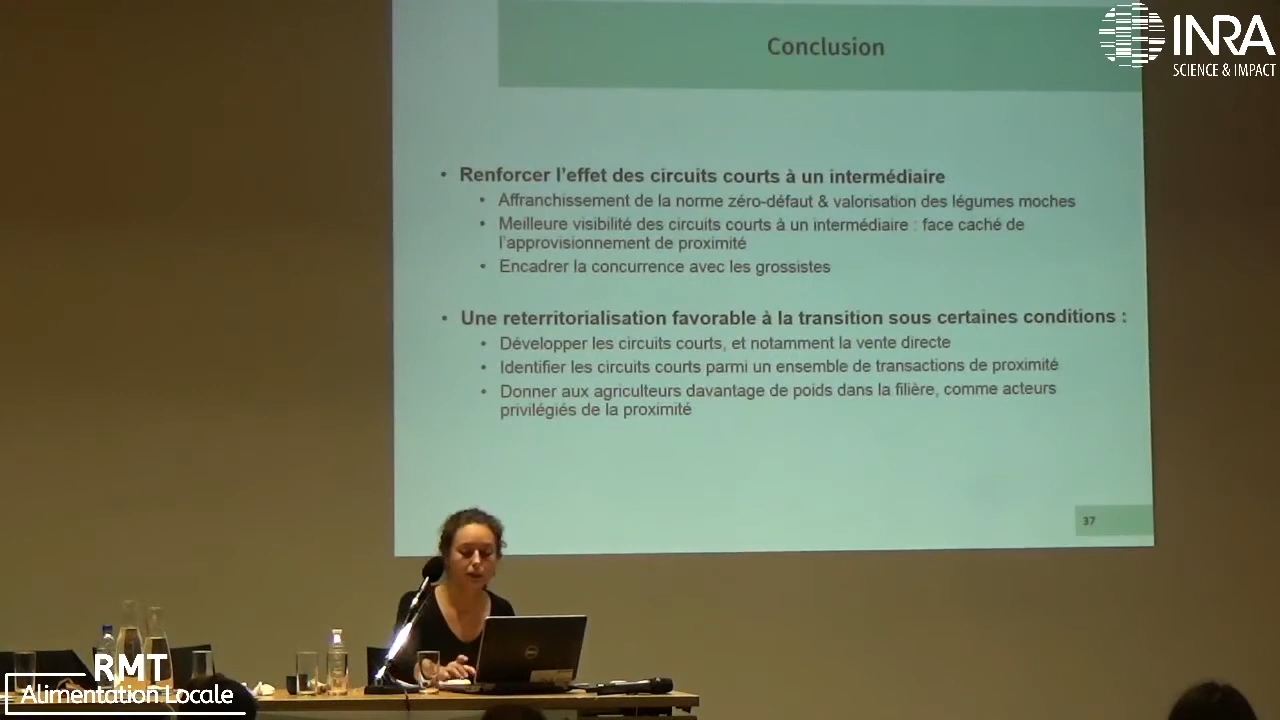 INRA
SCIENCE & IMPACT
Conclusion
• Renforcer l'effet des circuits courts à un intermédiaire
• Affranchissement de la norme zéro-défaut & valorisation des légumes moches
• Meilleure visibilité des circuits courts à un intermédiaire : face caché de
l'approvisionnement de proximité
• Encadrer la concurrence avec les grossistes
• Une reterritorialisation favorable à la transition sous certaines conditions :
• Développer les circuits courts, et notamment la vente directe
• Identifier les circuits courts parmi un ensemble de transactions de proximité
• Donner aux agriculteurs davantage de poids dans la filière, comme acteurs
privilégiés de la proximité
37
DELL
RMT
Alimentation Locale